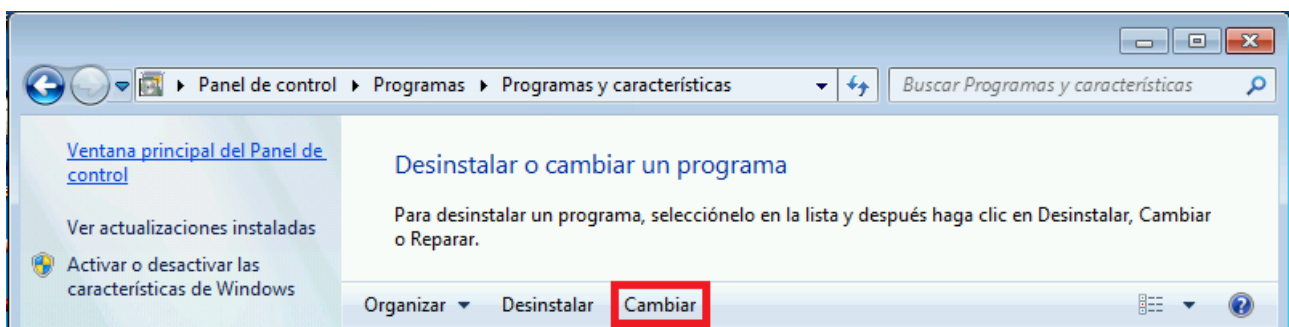 Panel de control ▸ Programas ▸ Programas y características
Buscar Programas y características
Ventana principal del Panel de
control
Ver actualizaciones instaladas
Activar o desactivar las
características de Windows
Desinstalar o cambiar un programa
Para desinstalar un programa, selecciónelo en la lista y después haga clic en Desinstalar, Cambiar
o Reparar.
Organizar Desinstalar Cambiar